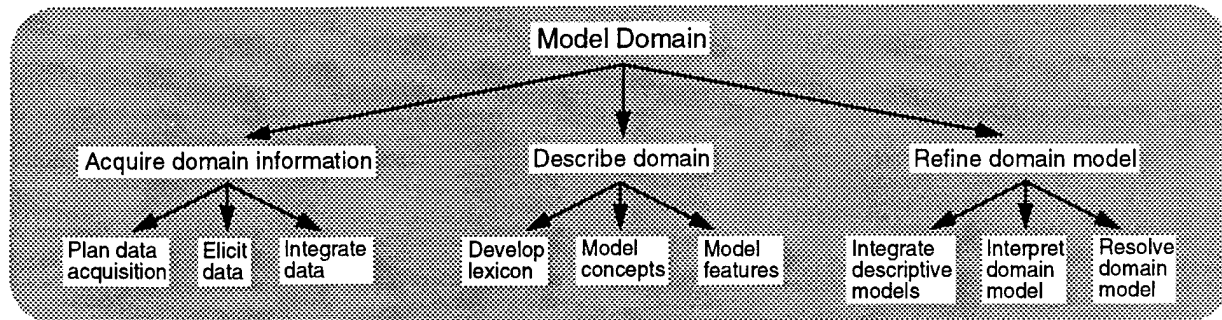 Model Domain
Acquire domain information
Describe domain
Refine domain model
Plan data
acquisition
Elicit
data
Integrate
data
Develop
lexicon
Model
concepts
Model
features
Integrate
descriptive
models
Interpret
domain
model
Resolve
domain
model